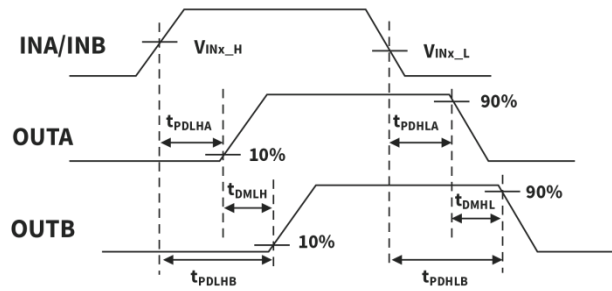 INA/INB
VINx_H
VINx_L
OUTA
tPDLHA
10%
tPDHLA
90%
tDMLH
tDMHL
OUTB
10%
90%
tPDLHB
tPDHLB